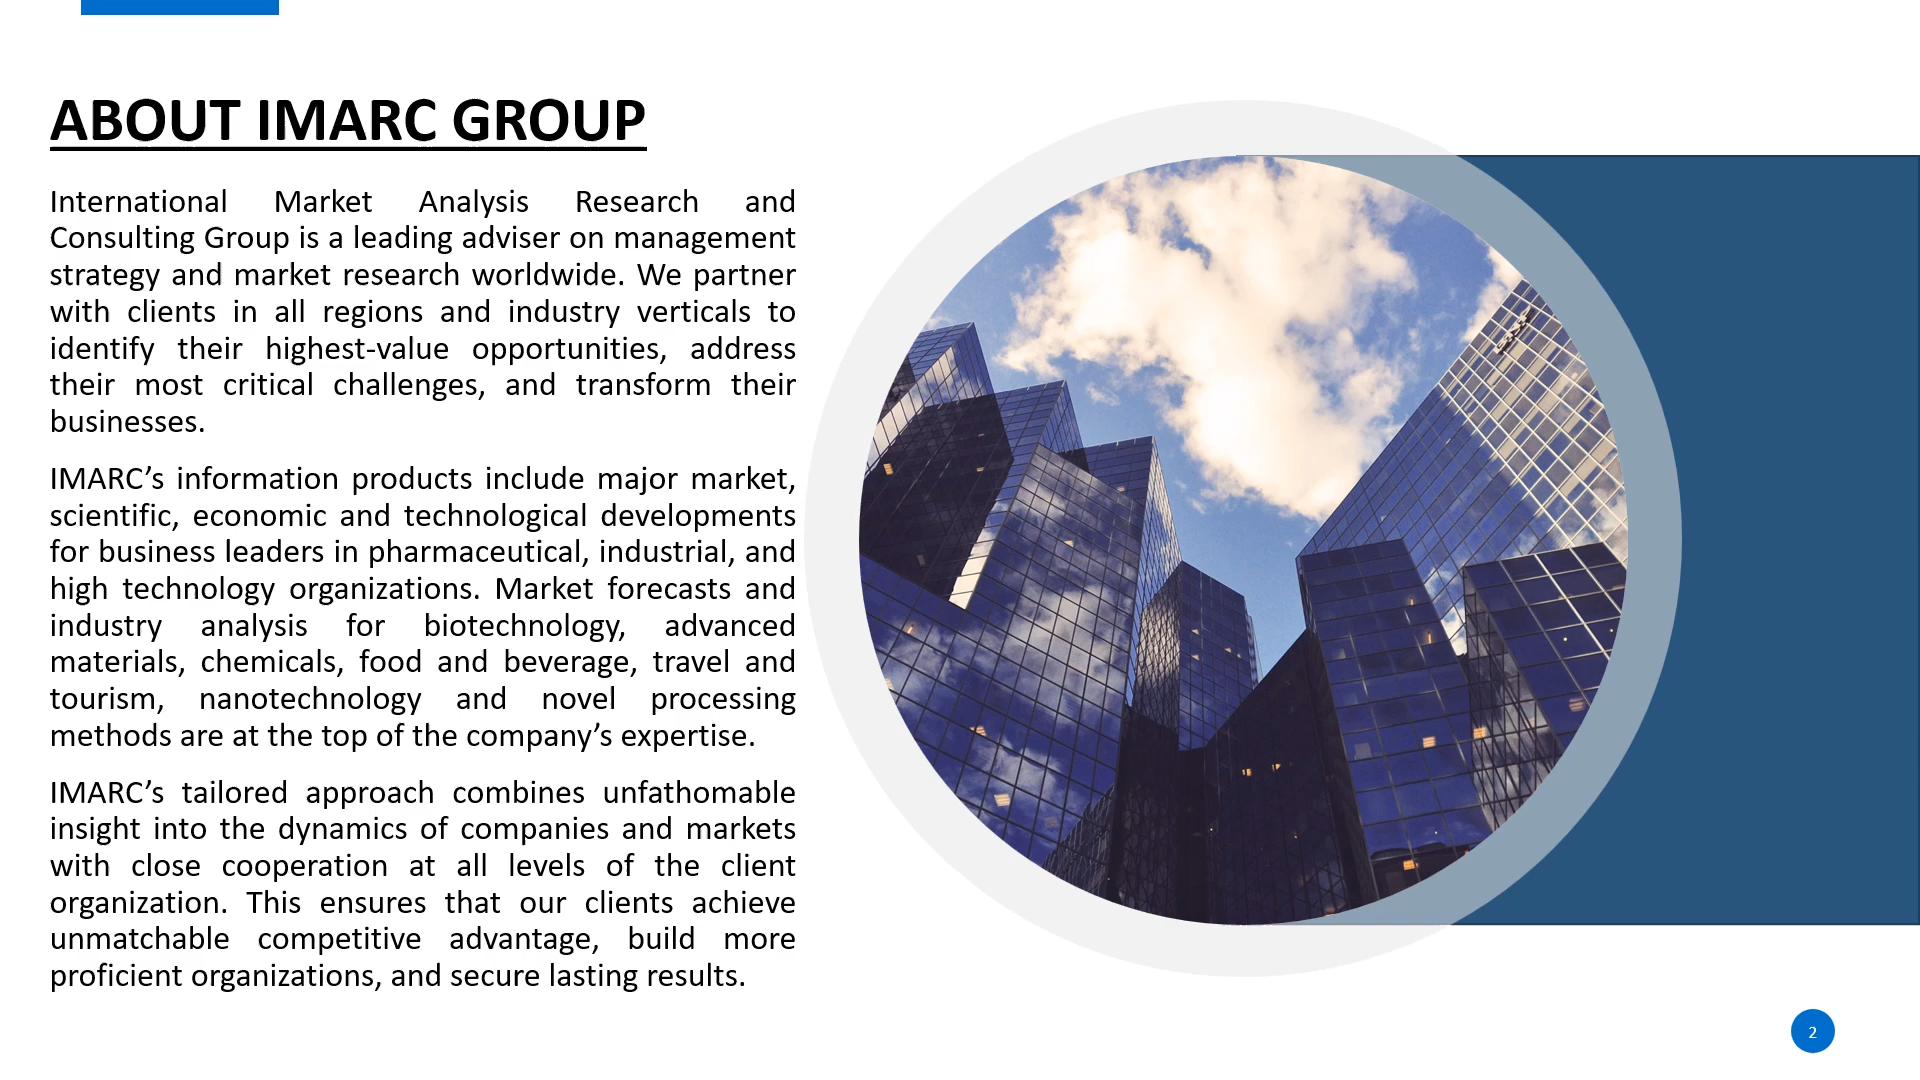 ABOUT IMARC GROUP
International Market Analysis Research and
Consulting Group is a leading adviser on management
strategy and market research worldwide. We partner
with clients in all regions and industry verticals to
identify their highest-value opportunities, address
their most critical challenges, and transform their
businesses.
IMARC’s information products include major market,
scientific, economic and technological developments
for business leaders in pharmaceutical, industrial, and
high technology organizations. Market forecasts and
industry analysis for biotechnology, advanced
materials, chemicals, food and beverage, travel and
tourism, nanotechnology and novel processing
methods are at the top of the company’s expertise.
IMARC’s tailored approach combines unfathomable
insight into the dynamics of companies and markets
with close cooperation at all levels of the client
organization. This ensures that our clients achieve
unmatchable competitive advantage, build more
proficient organizations, and secure lasting results.
2